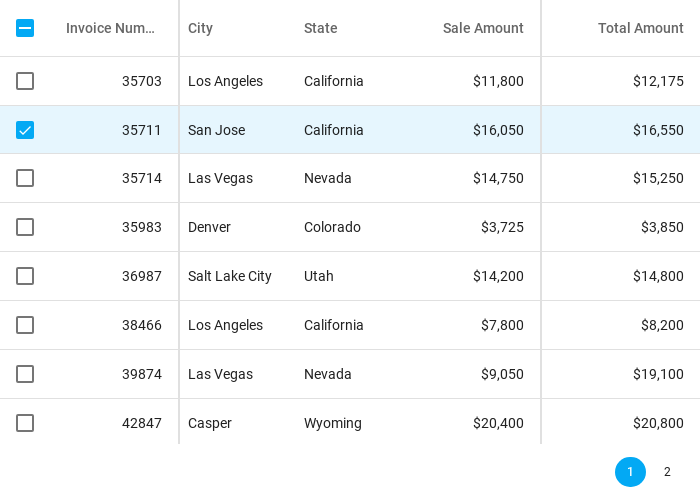 Invoice Num... City State Sale Amount Total Amount
35703 Los Angeles California $11,800 $12,175
35711 San Jose California $16,050 $16,550
35714 Las Vegas Nevada $14,750 $15,250
35983 Denver Colorado $3,725 $3,850
36987 Salt Lake City Utah $14,200 $14,800
38466 Los Angeles California $7,800 $8,200
39874 Las Vegas Nevada $9,050 $19,100
42847 Casper Wyoming $20,400 $20,800
1 2